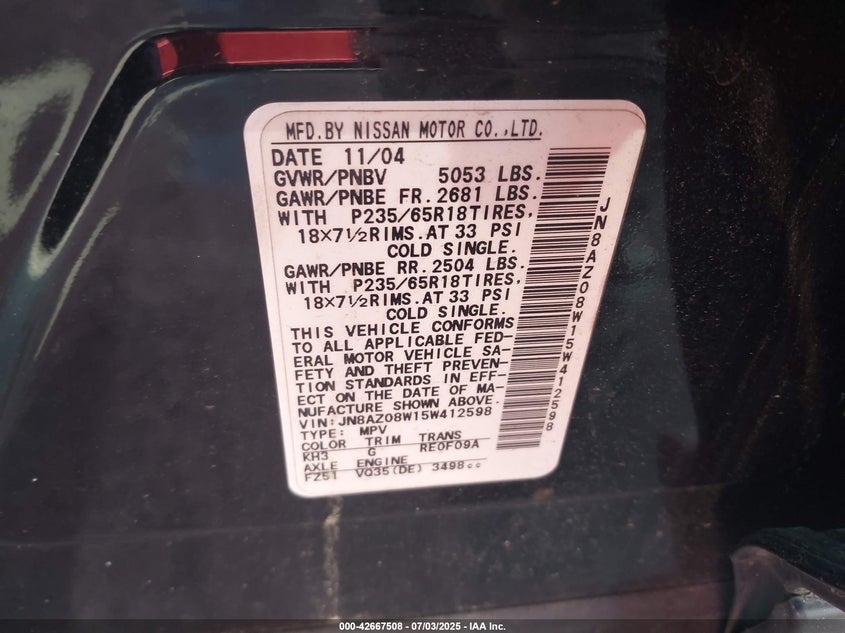 MFD.BY NISSAN MOTOR CO.,LTD.
DATE 11/04
GVWR/PNBV 5053 LBS.
GAWR/PNBE FR. 2681 LBS.
WITH P235/65R18TIRES,
18×7½RIMS.AT 33 PSI
COLD SINGLE.
GAWR/PNBE RR. 2504 LBS.
WITH P235/65R18TIRES,
18×7½RIMS.AT 33 PSI
COLD SINGLE.
THIS VEHICLE CONFORMS
TO ALL APPLICABLE FED-
ERAL MOTOR VEHICLE SA-
FETY AND THEFT PREVEN-
TION STANDARDS IN EFF-
ECT ON THE DATE OF MA-
NUFACTURE SHOWN ABOVE.
VIN:JN8AZ08W15W412598
TYPE: MPV
COLOR TRIM TRANS
KH3 G RE0F09A
AXLE ENGINE
FZ51 VQ35(DE) 3498cc
JN8AZ08W15W412598
000-42667508 - 07/03/2025 - IAA Inc.